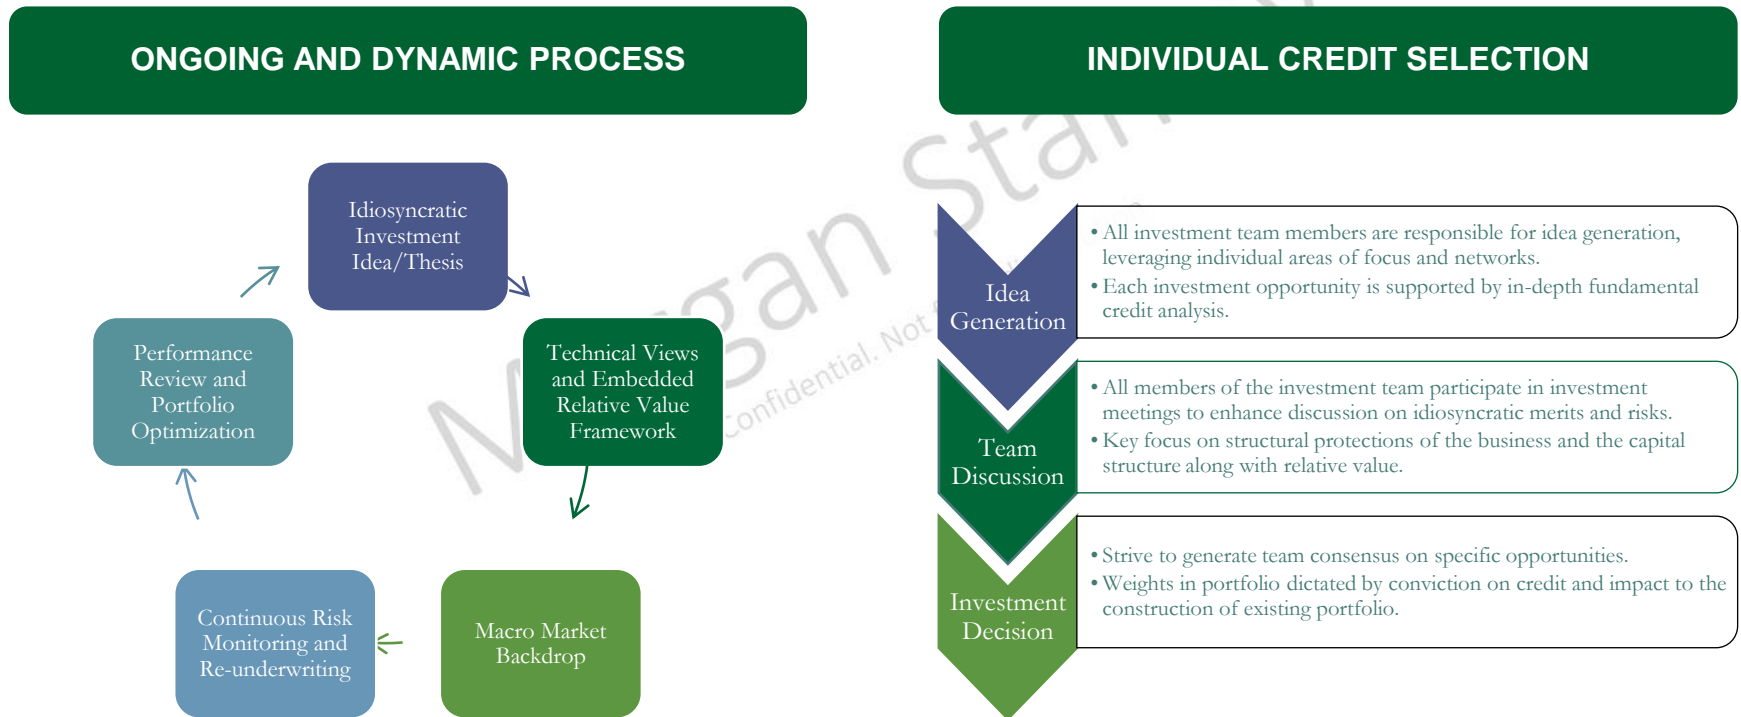 ONGOING AND DYNAMIC PROCESS
Idiosyncratic
Investment
Idea/Thesis
Technical Views
and Embedded
Relative Value
Framework
Macro Market
Backdrop
Continuous Risk
Monitoring and
Re-underwriting
Performance
Review and
Portfolio
Optimization
INDIVIDUAL CREDIT SELECTION
Idea
Generation
• All investment team members are responsible for idea generation,
leveraging individual areas of focus and networks.
• Each investment opportunity is supported by in-depth fundamental
credit analysis.
Team
Discussion
• All members of the investment team participate in investment
meetings to enhance discussion on idiosyncratic merits and risks.
• Key focus on structural protections of the business and the capital
structure along with relative value.
Investment
Decision
• Strive to generate team consensus on specific opportunities.
• Weights in portfolio dictated by conviction on credit and impact to the
construction of existing portfolio.
Confidential. Not